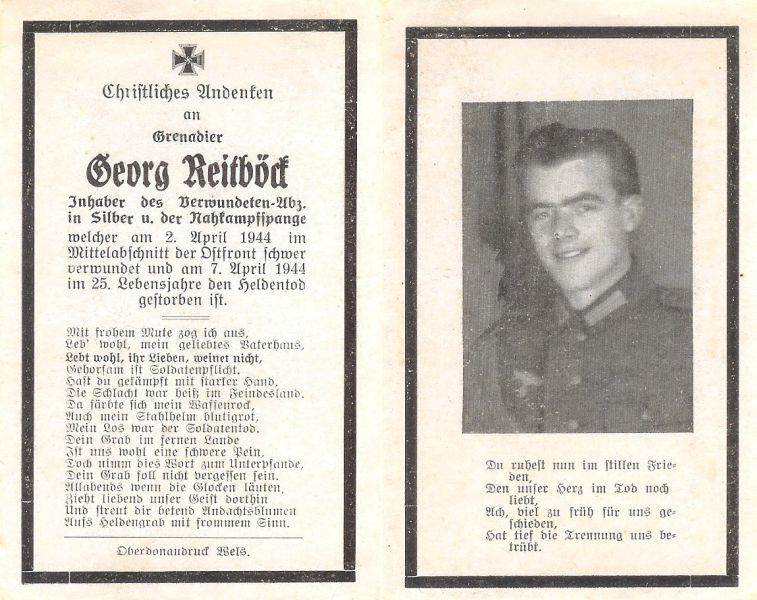 Christliches Andenken
an
Grenadier
Georg Reitböck
Inhaber des Verwundeten-Abz.
in Silber u. der Nahkampfspange
welcher am 2. April 1944 im
Mittelabschnitt der Ostfront schwer
verwundet und am 7. April 1944
im 25. Lebensjahre den Heldentod
gestorben ist.
Mit frohem Mute zog ich aus,
Leb' wohl, mein geliebtes Vaterhaus,
Lebt wohl, ihr Lieben, weinet nicht,
Gehorsam ist Soldatenpflicht.
Hast du gekämpft mit starker Hand,
Die Schlacht war heiß im Feindesland.
Da färbte sich mein Waffenrock,
Auch mein Stahlhelm blutigrot,
Mein Los war der Soldatentod.
Dein Grab im fernen Lande
Ist uns wohl eine schwere Pein,
Doch nimm dies Wort zum Unterpfande,
Dein Grab soll nicht vergessen sein.
Allabends wenn die Glocken läuten,
Zieht liebend unser Geist dorthin
Und streut dir betend Andachtsblumen
Aufs Heldengrab mit frommem Sinn.
Oberdonaudruck Wels.
Du ruhest nun im stillen Frie-
den,
Den unser Herz im Tod noch
liebt,
Ach, viel zu früh für uns ge-
schieden,
Hat tief die Trennung uns be-
trübt.